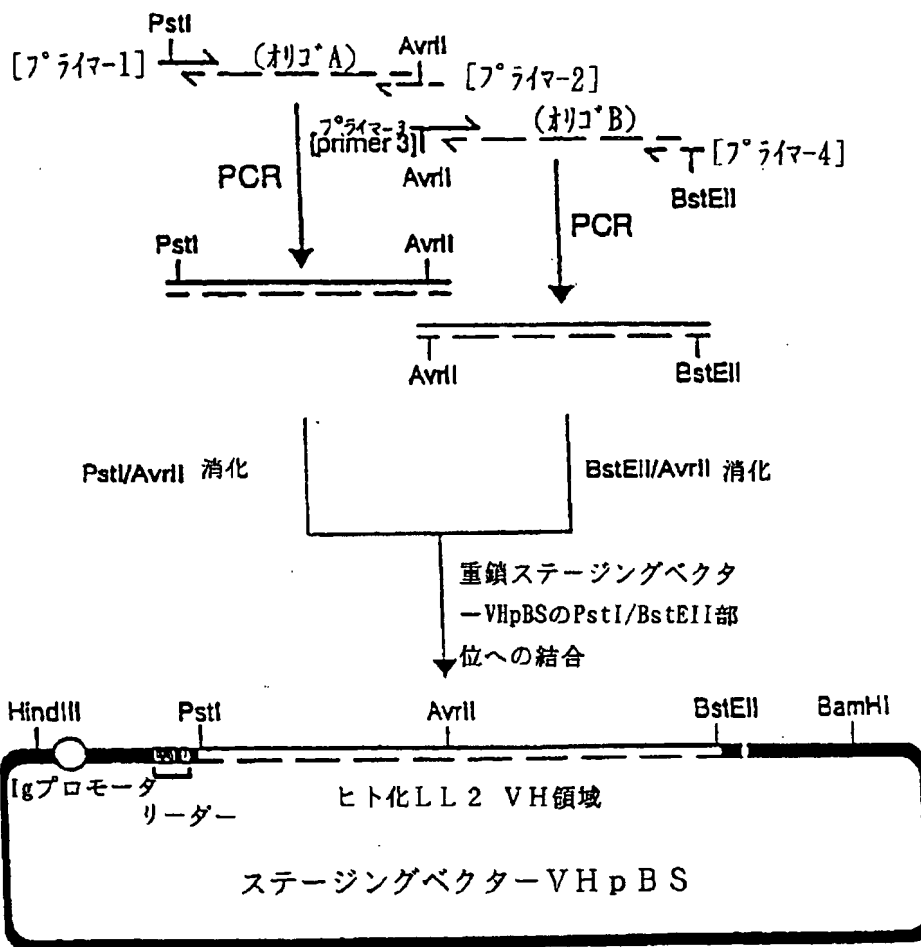 PstI
[プライマー1]
(オリゴA)
AvrII
[プライマー2]
プライマー3
[primer 3]
(オリゴB)
[プライマー4]
AvrII
BstEII
PCR
PCR
PstI
AvrII
AvrII
BstEII
PstI/AvrII 消化
BstEII/AvrII 消化
重鎖ステージングベクタ
ーVHpBSのPstI/BstEII部
位への結合
HindIII
PstI
AvrII
BstEII
BamHI
Igプロモータ
リーダー
ヒト化LL2 VH領域
ステージングベクターVHpBS